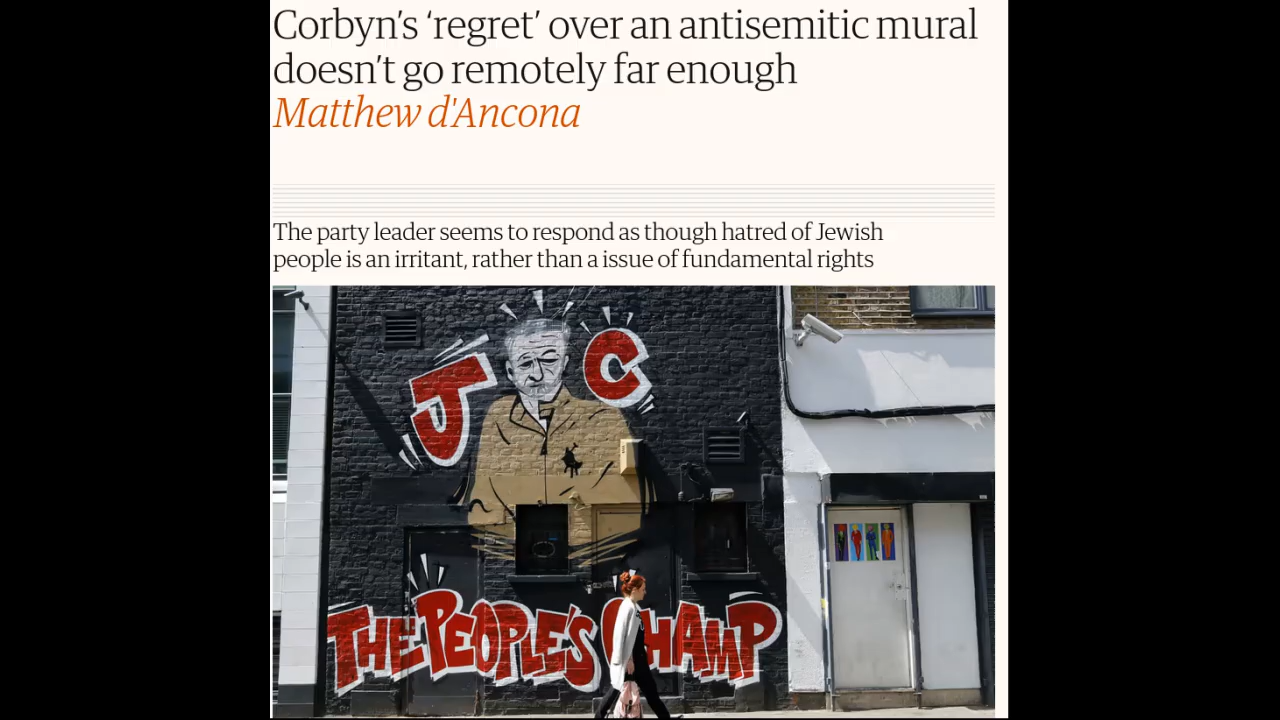 Corbyn's 'regret' over an antisemitic mural
doesn't go remotely far enough
Matthew d'Ancona
The party leader seems to respond as though hatred of Jewish
people is an irritant, rather than a issue of fundamental rights
J C
THE PEOPLE'S CHAMP